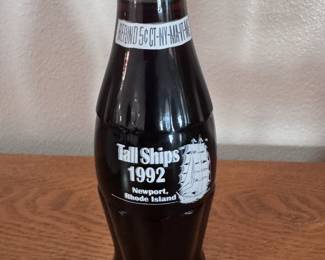 REFUND 5¢ CT-NY-MA-VT-ME
Tall Ships
1992
Newport,
Rhode Island